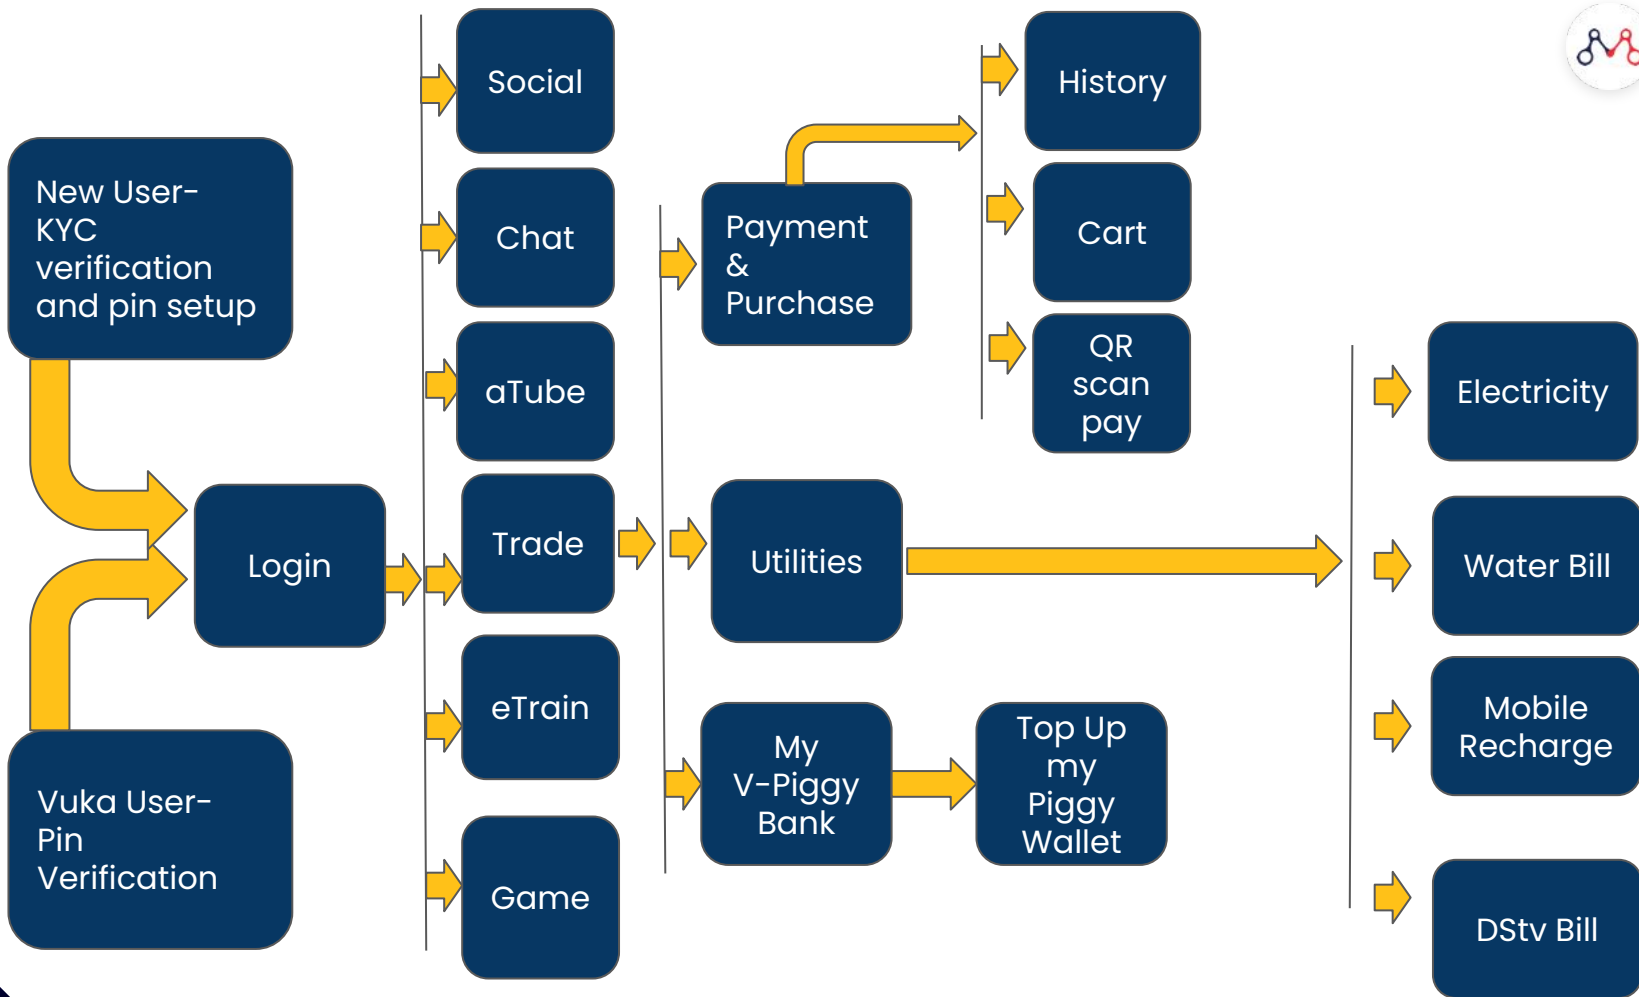 New User-
KYC
verification
and pin setup
Vuka User-
Pin
Verification
Login
Social
Chat
aTube
Trade
eTrain
Game
Payment
&
Purchase
Utilities
My
V-Piggy
Bank
Top Up
my
Piggy
Wallet
History
Cart
QR
scan
pay
Electricity
Water Bill
Mobile
Recharge
DStv Bill